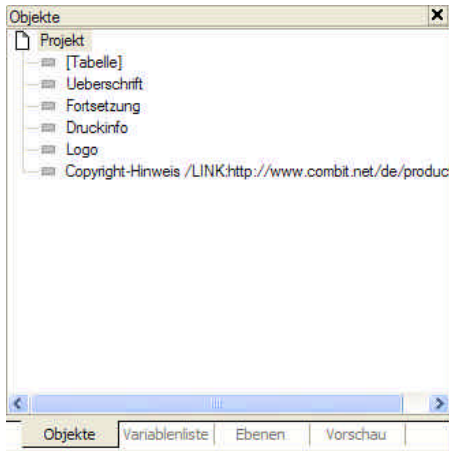 Objekte
Projekt
[Tabelle]
Ueberschrift
Fortsetzung
Druckinfo
Logo
Copyright-Hinweis /LINK:http://www.combit.net/de/produc
Objekte Variablenliste Ebenen Vorschau